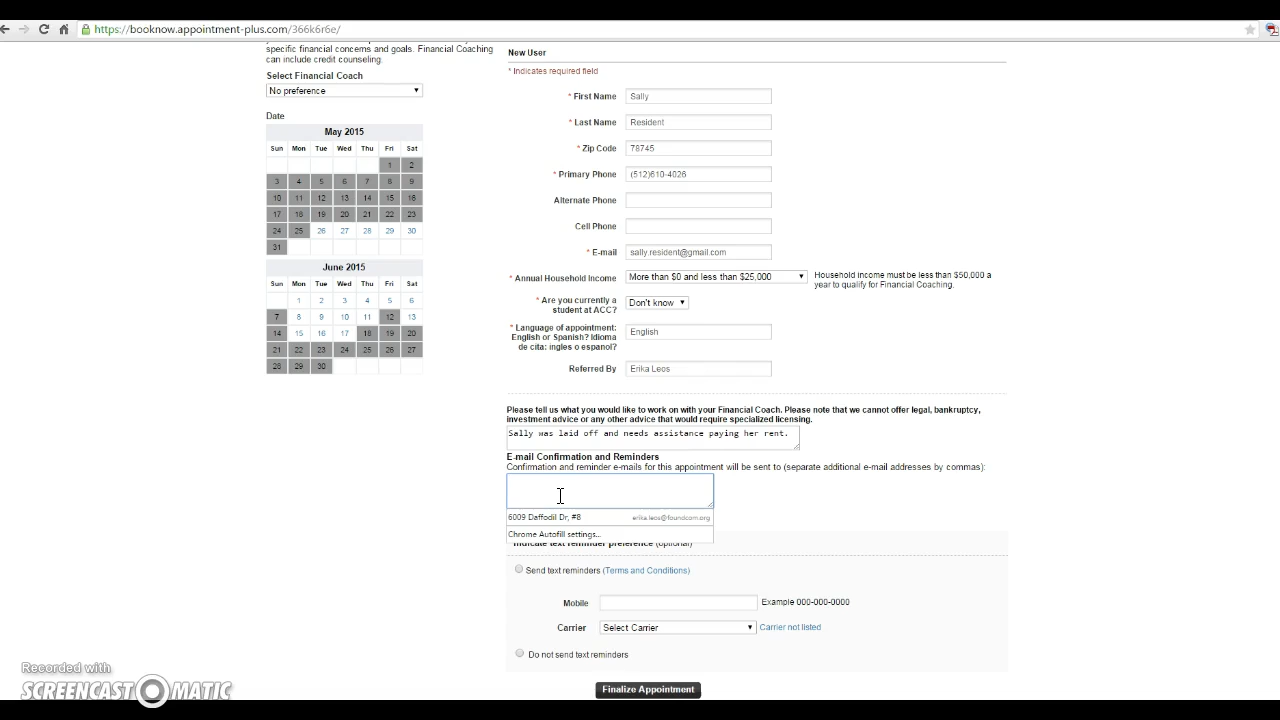 https://booknow.appointment-plus.com/366k6r6e/
specific financial concerns and goals. Financial Coaching
can include credit counseling.
Select Financial Coach
No preference
Date
May 2015
Sun Mon Tue Wed Thu Fri Sat
1 2
3 4 5 6 7 8 9
10 11 12 13 14 15 16
17 18 19 20 21 22 23
24 25 26 27 28 29 30
31
June 2015
Sun Mon Tue Wed Thu Fri Sat
1 2 3 4 5 6
7 8 9 10 11 12 13
14 15 16 17 18 19 20
21 22 23 24 25 26 27
28 29 30
New User
* Indicates required field
* First Name Sally
* Last Name Resident
* Zip Code 78745
* Primary Phone (512)610-4026
Alternate Phone
Cell Phone
* E-mail sally.resident@gmail.com
* Annual Household Income More than $0 and less than $25,000 Household income must be less than $50,000 a
year to qualify for Financial Coaching.
* Are you currently a
student at ACC? Don't know
* Language of appointment:
English or Spanish? Idioma
de cita: ingles o espanol? English
Referred By Erika Leos
Please tell us what you would like to work on with your Financial Coach. Please note that we cannot offer legal, bankruptcy,
investment advice or any other advice that would require specialized licensing.
Sally was laid off and needs assistance paying her rent.
E-mail Confirmation and Reminders
Confirmation and reminder e-mails for this appointment will be sent to (separate additional e-mail addresses by commas):
6009 Daffodil Dr, #8 erika.leos@foundcom.org
Chrome Autofill settings...
Indicate text reminder preference (optional)
Send text reminders (Terms and Conditions)
Mobile Example 000-000-0000
Carrier Select Carrier Carrier not listed
Do not send text reminders
Finalize Appointment
Recorded with
SCREENCAST-O-MATIC